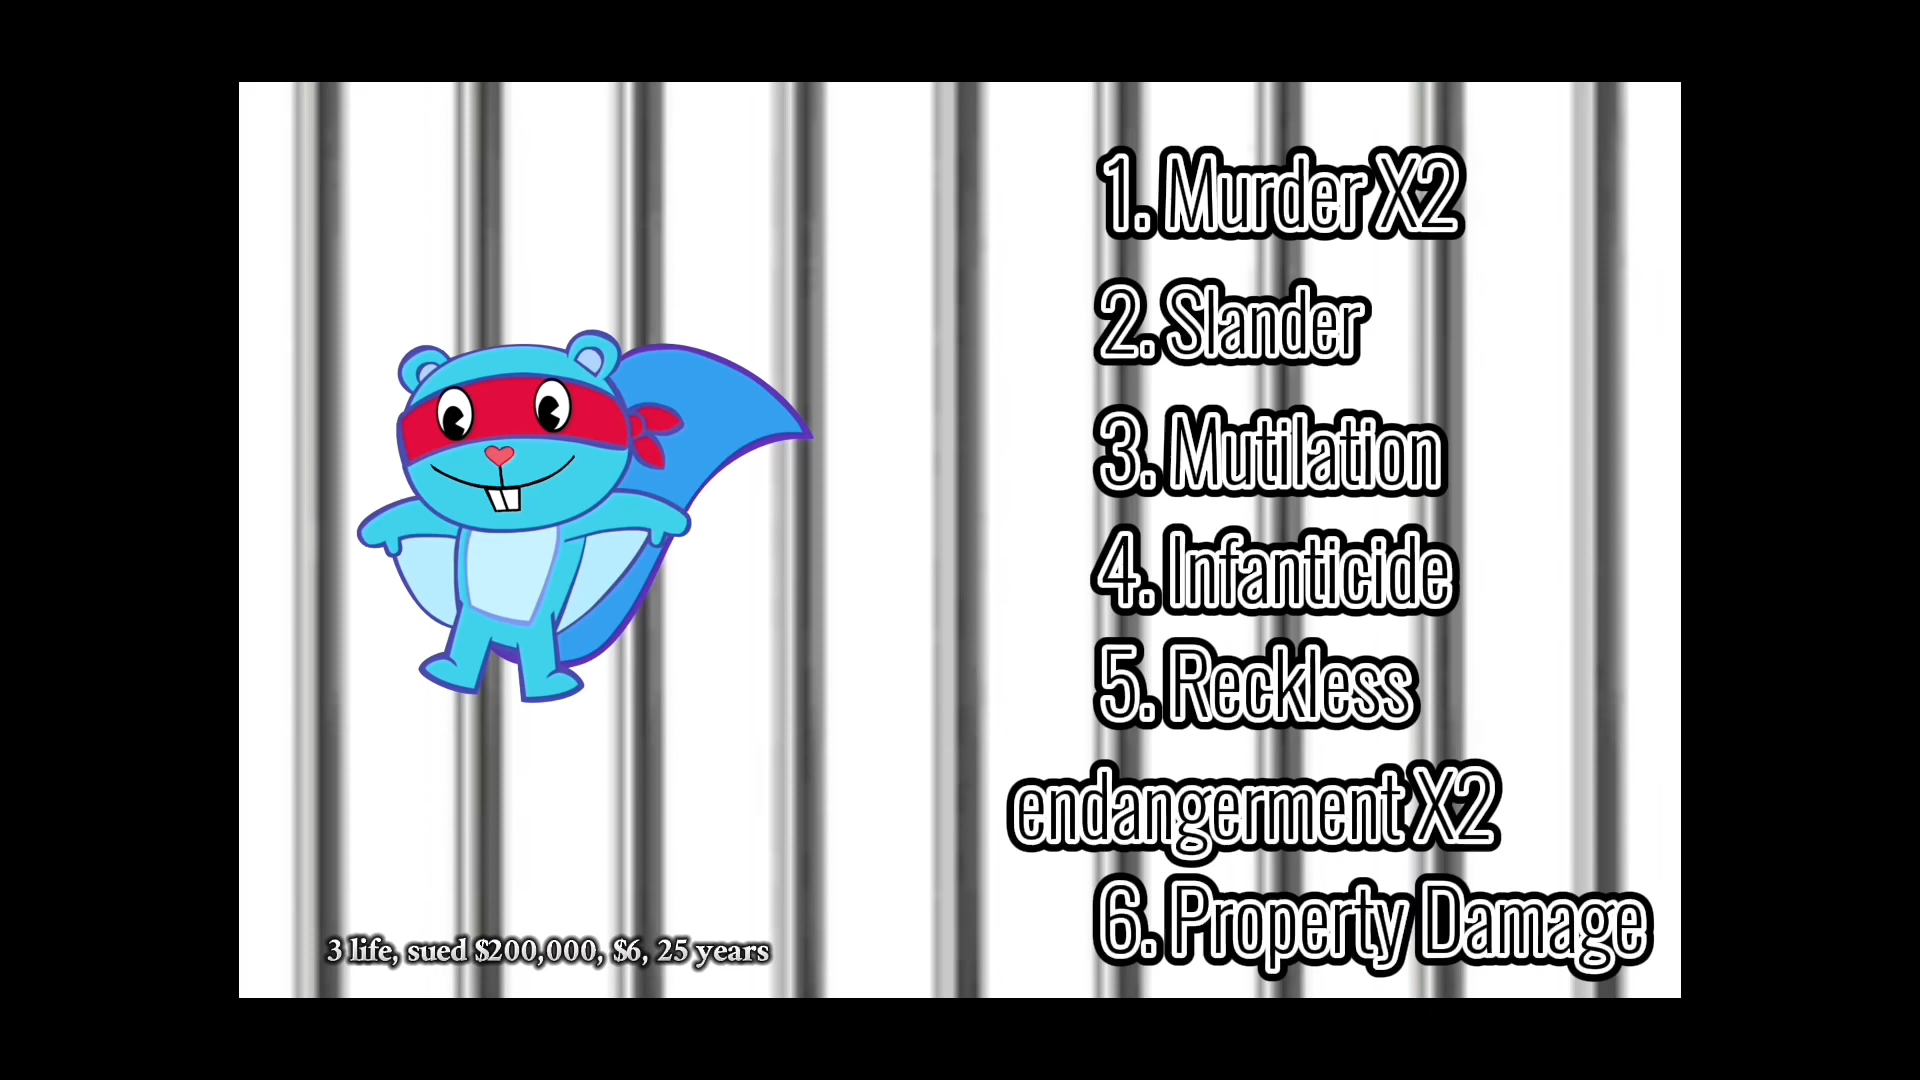 1. Murder X2
2. Slander
3. Mutilation
4. Infanticide
5. Reckless
endangerment X2
6. Property Damage
3 life, sued $200,000, $6, 25 years